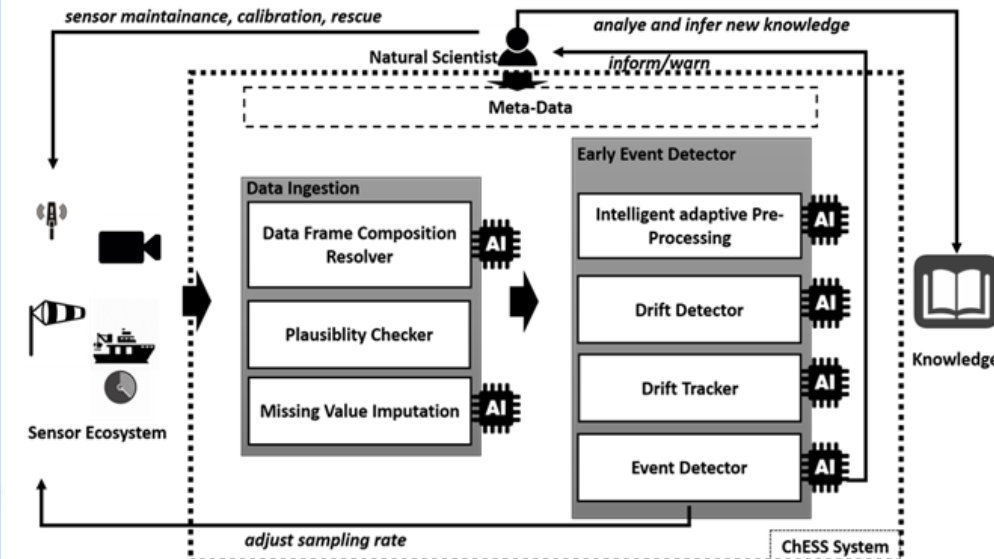 sensor maintainance, calibration, rescue
analye and infer new knowledge
Natural Scientist
inform/warn
Meta-Data
Early Event Detector
Data Ingestion
Data Frame Composition
Resolver
AI
Intelligent adaptive Pre-
Processing
AI
Plausiblity Checker
Drift Detector
AI
Knowledge
Missing Value Imputation
AI
Drift Tracker
AI
Sensor Ecosystem
Event Detector
AI
adjust sampling rate
ChESS System